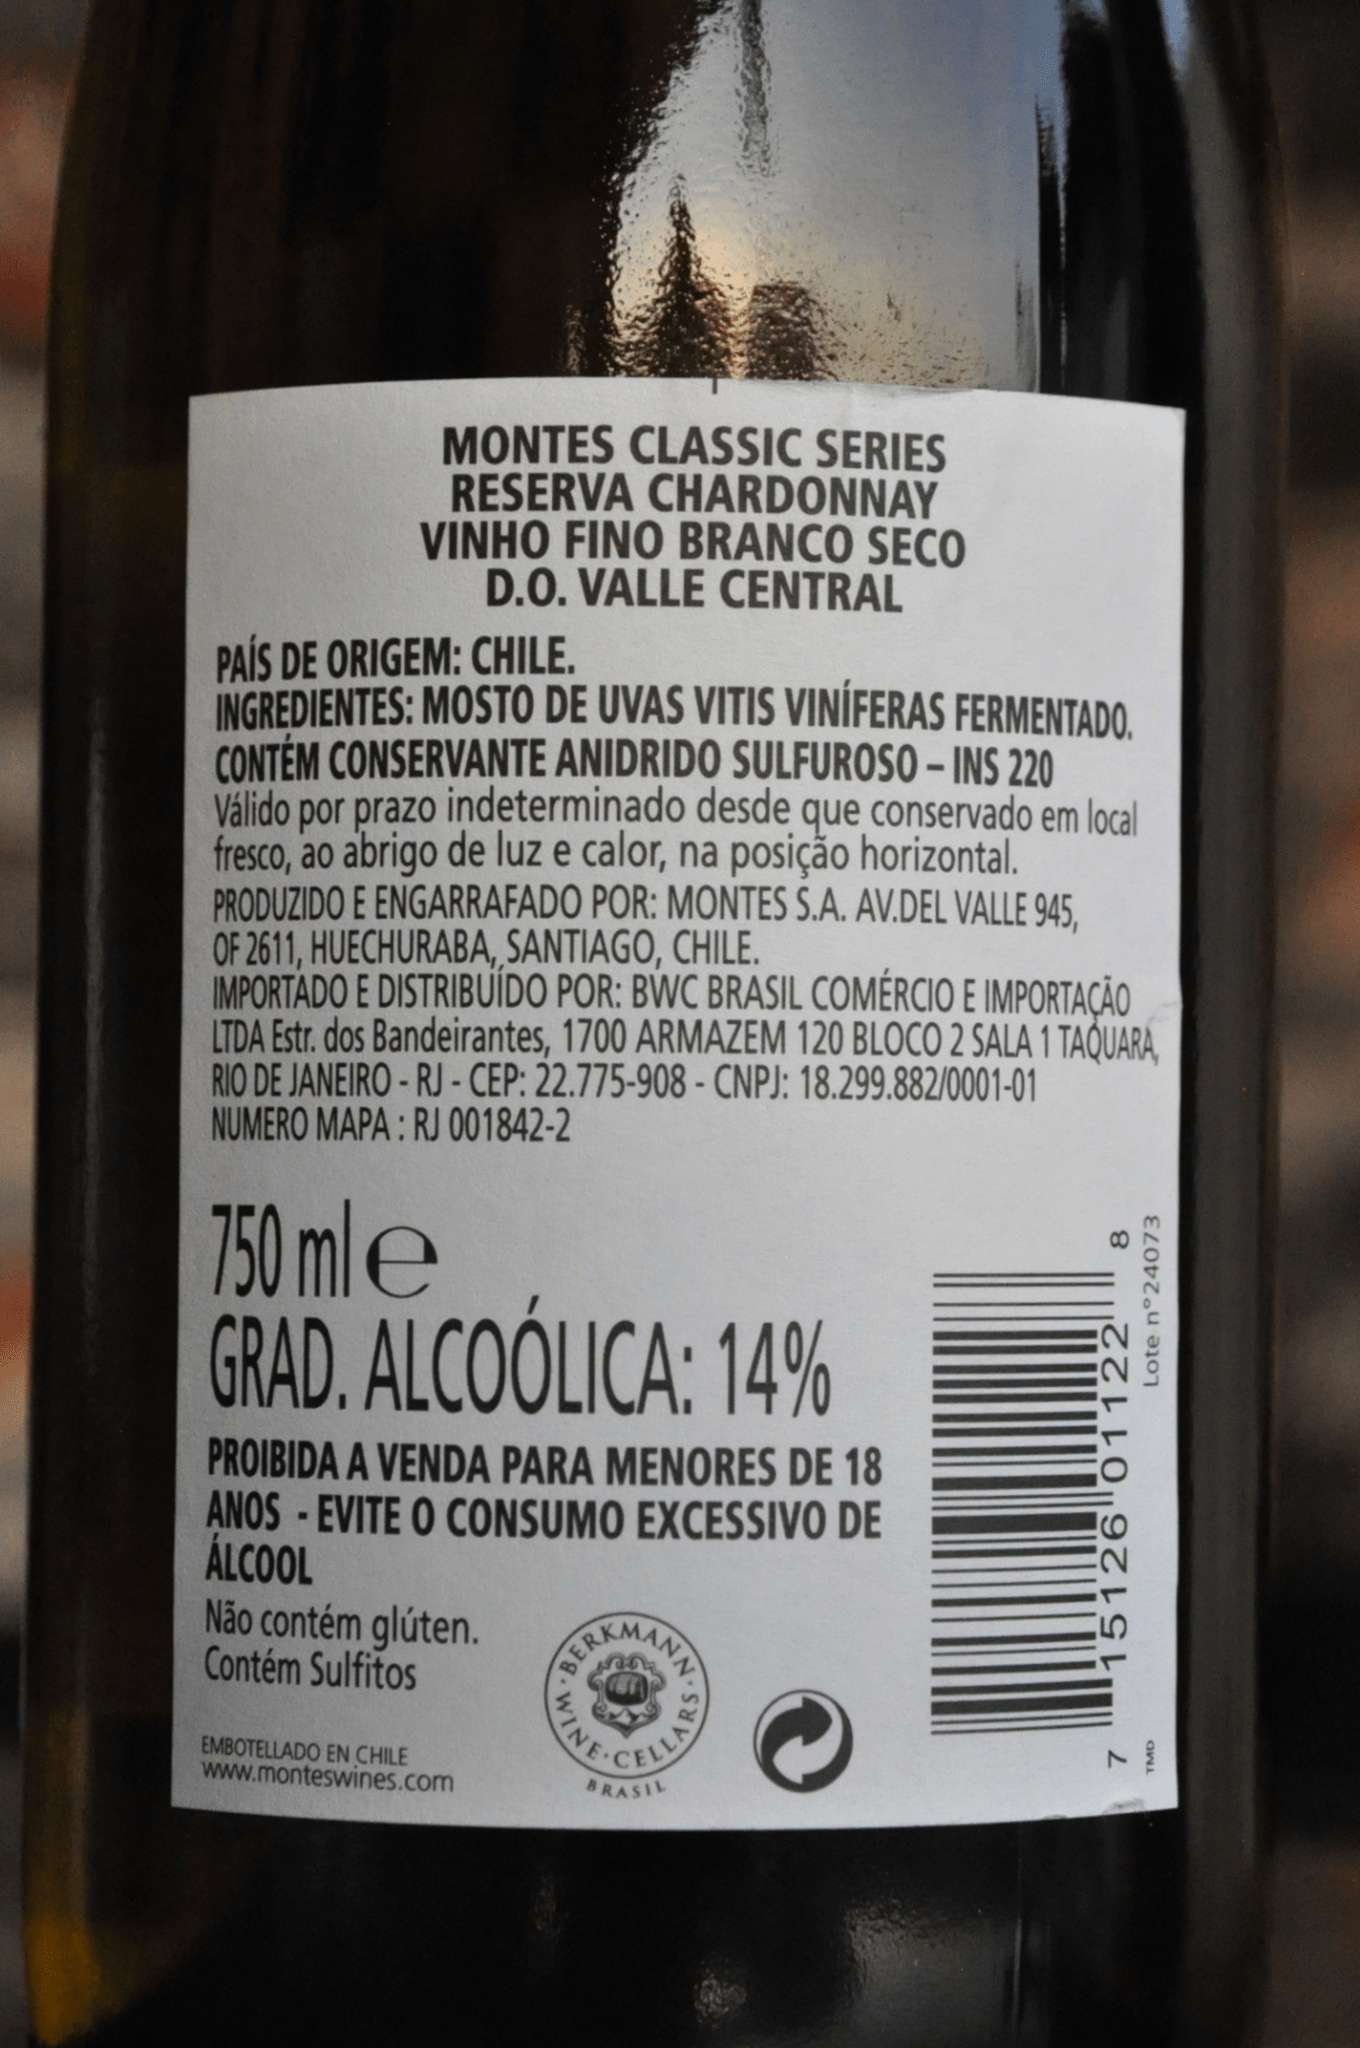 MONTES CLASSIC SERIES
RESERVA CHARDONNAY
VINHO FINO BRANCO SECO
D.O. VALLE CENTRAL
PAÍS DE ORIGEM: CHILE.
INGREDIENTES: MOSTO DE UVAS VITIS VINÍFERAS FERMENTADO.
CONTÉM CONSERVANTE ANIDRIDO SULFUROSO – INS 220
Válido por prazo indeterminado desde que conservado em local
fresco, ao abrigo de luz e calor, na posição horizontal.
PRODUZIDO E ENGARRAFADO POR: MONTES S.A. AV.DEL VALLE 945,
OF 2611, HUECHURABA, SANTIAGO, CHILE.
IMPORTADO E DISTRIBUÍDO POR: BWC BRASIL COMÉRCIO E IMPORTAÇÃO
LTDA Estr. dos Bandeirantes, 1700 ARMAZEM 120 BLOCO 2 SALA 1 TAQUARA,
RIO DE JANEIRO - RJ - CEP: 22.775-908 - CNPJ: 18.299.882/0001-01
NUMERO MAPA : RJ 001842-2
750 ml e
GRAD. ALCOÓLICA: 14%
PROIBIDA A VENDA PARA MENORES DE 18
ANOS - EVITE O CONSUMO EXCESSIVO DE
ÁLCOOL
Não contém glúten.
Contém Sulfitos
EMBOTELLADO EN CHILE
www.monteswines.com
BERKMANN · WINE · CELLARS
BRASIL
7 15126 01122 8
Lote n°24073
TMD